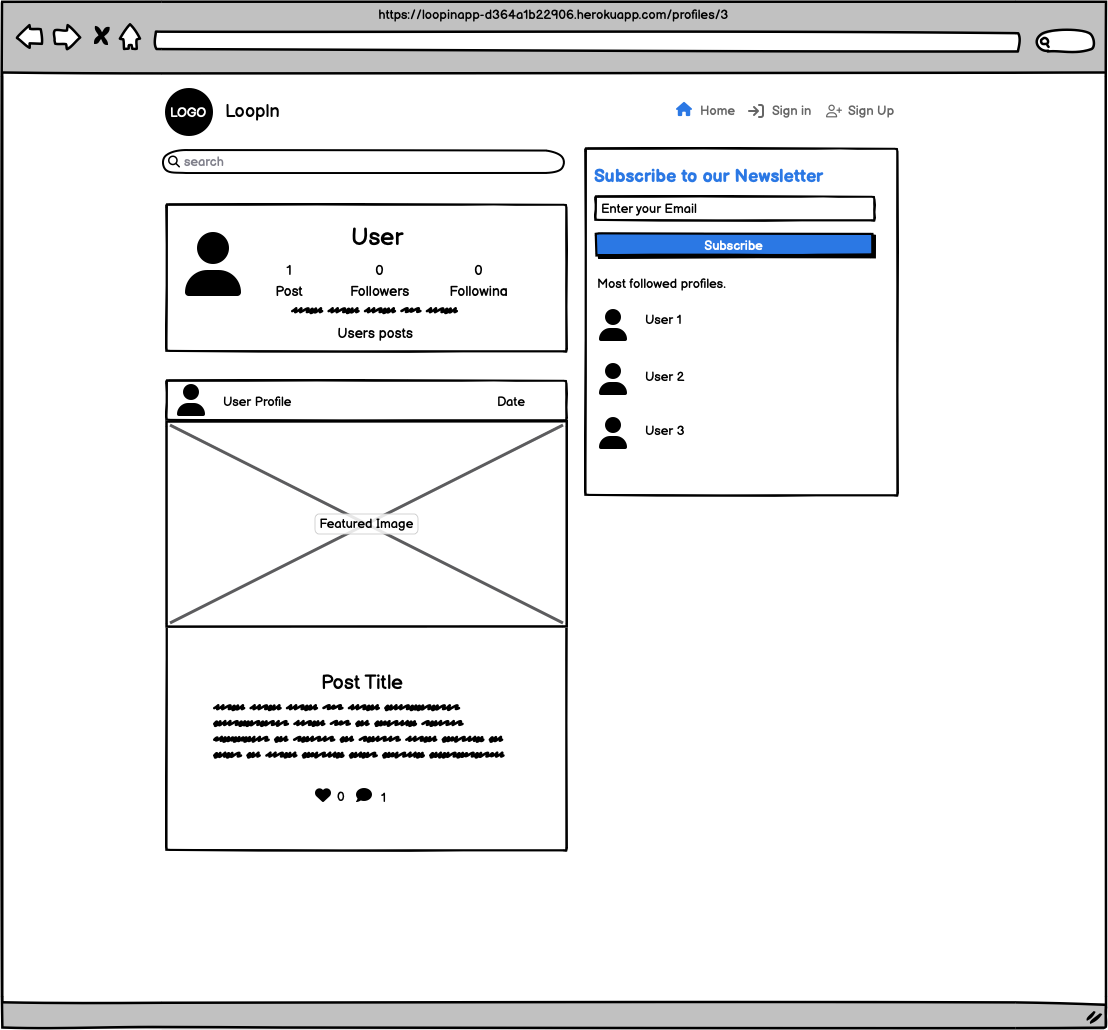 https://loopinapp-d364a1b22906.herokuapp.com/profiles/3
LOGO LoopIn
Home Sign in Sign Up
search
User
1 0 0
Post Followers Following
Users posts
User Profile Date
Featured Image
Post Title
0 1
Subscribe to our Newsletter
Enter your Email
Subscribe
Most followed profiles.
User 1
User 2
User 3